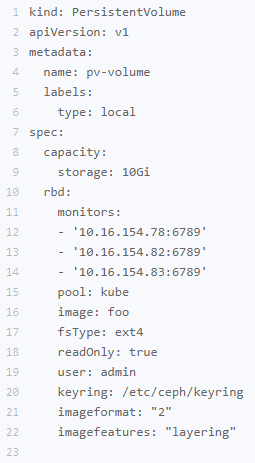 1 kind: PersistentVolume
2 apiVersion: v1
3 metadata:
4   name: pv-volume
5   labels:
6     type: local
7 spec:
8   capacity:
9     storage: 10Gi
10   rbd:
11     monitors:
12     - '10.16.154.78:6789'
13     - '10.16.154.82:6789'
14     - '10.16.154.83:6789'
15     pool: kube
16     image: foo
17     fsType: ext4
18     readOnly: true
19     user: admin
20     keyring: /etc/ceph/keyring
21     imageformat: "2"
22     imagefeatures: "layering"
23